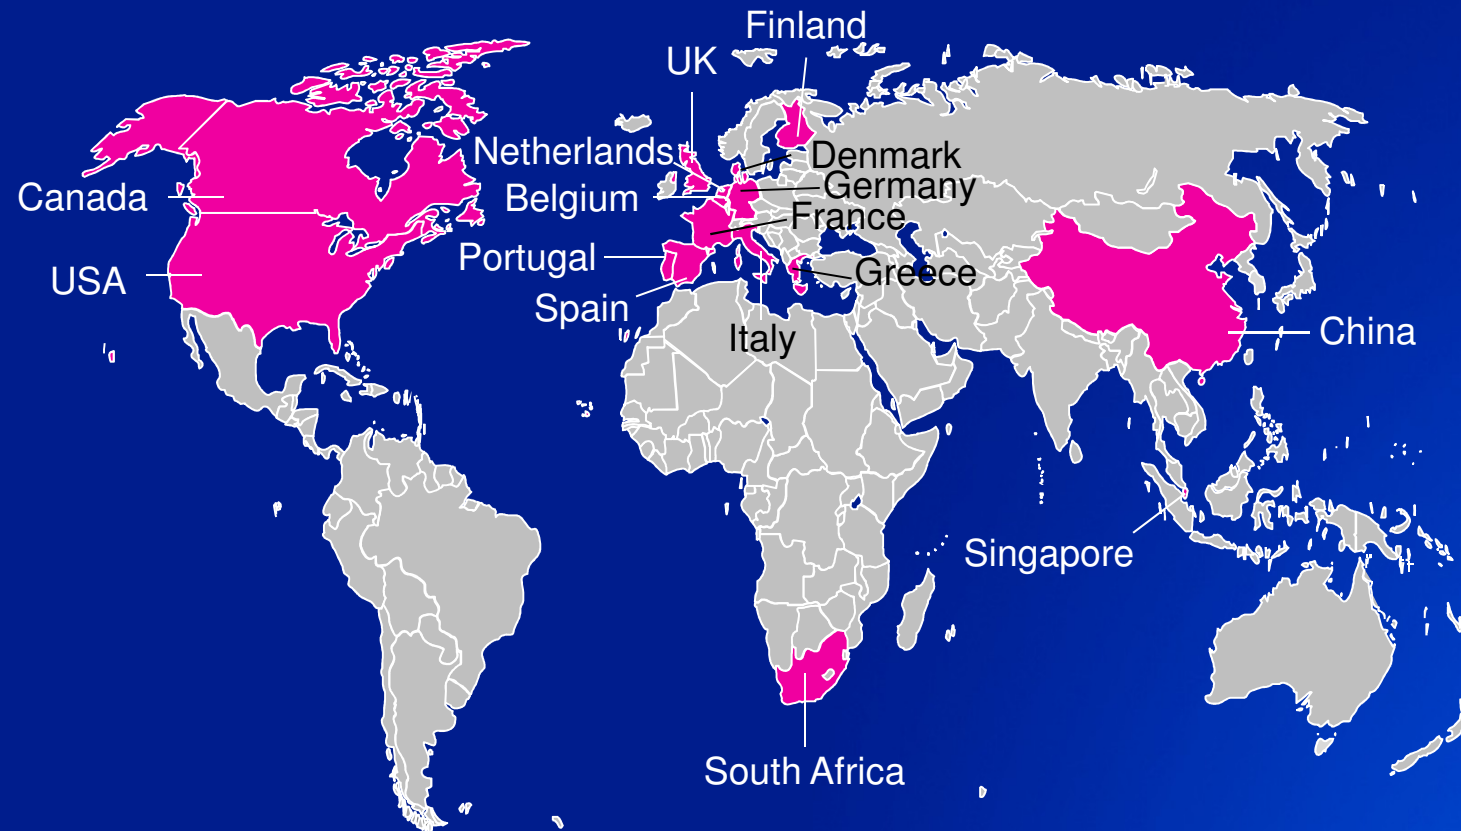 Finland
UK
Netherlands
Denmark
Germany
Canada
Belgium
France
Portugal
Greece
USA
Spain
Italy
China
Singapore
South Africa